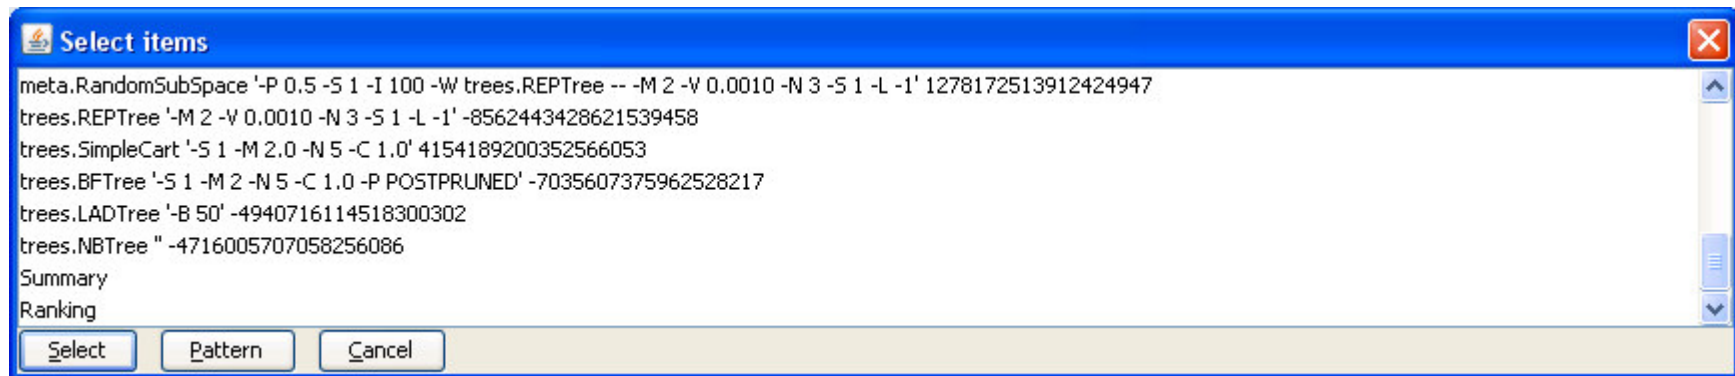 Select items
meta.RandomSubSpace '-P 0.5 -S 1 -I 100 -W trees.REPTree -- -M 2 -V 0.0010 -N 3 -S 1 -L -1' 1278172513912424947
trees.REPTree '-M 2 -V 0.0010 -N 3 -S 1 -L -1' -8562443428621539458
trees.SimpleCart '-S 1 -M 2.0 -N 5 -C 1.0' 4154189200352566053
trees.BFTree '-S 1 -M 2 -N 5 -C 1.0 -P POSTPRUNED' -7035607375962528217
trees.LADTree '-B 50' -4940716114518300302
trees.NBTree '' -4716005707058256086
Summary
Ranking
Select Pattern Cancel